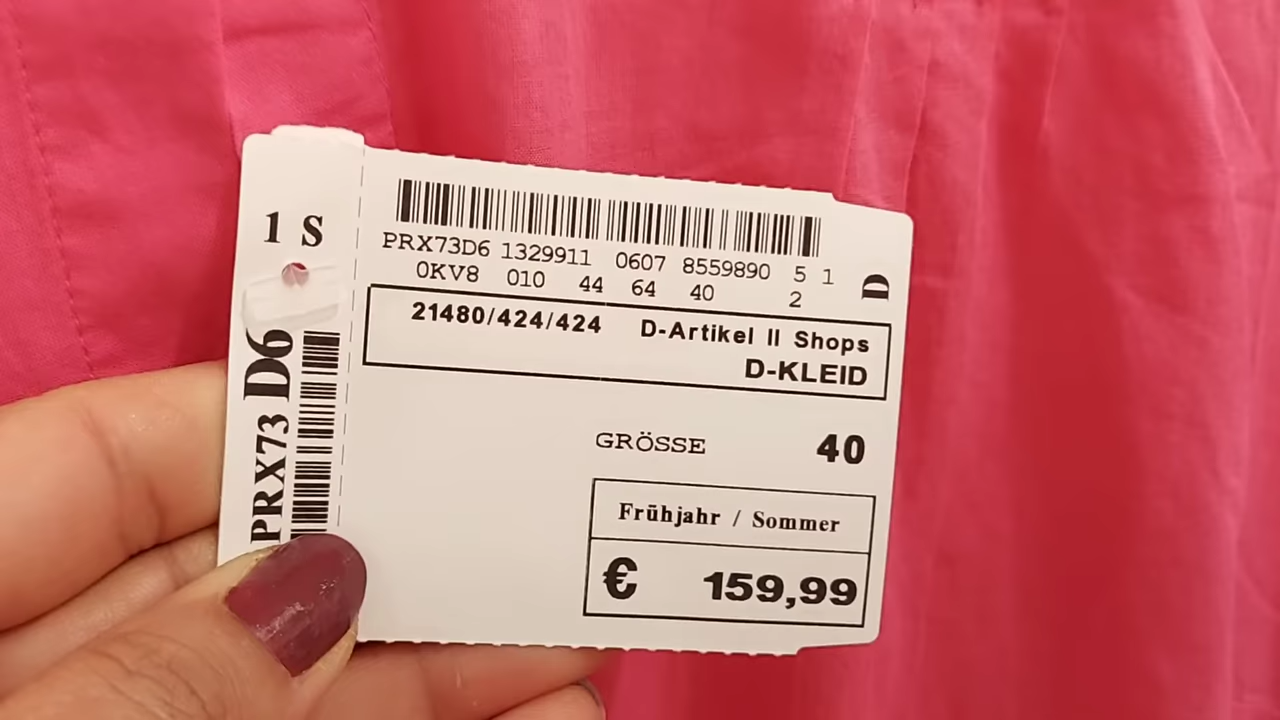 1 S
PRX73 D6
PRX73D6 1329911 0607 8559890 5 1
0KV8 010 44 64 40 2
D
21480/424/424 D-Artikel II Shops
D-KLEID
GRÖSSE 40
Frühjahr / Sommer
€ 159,99